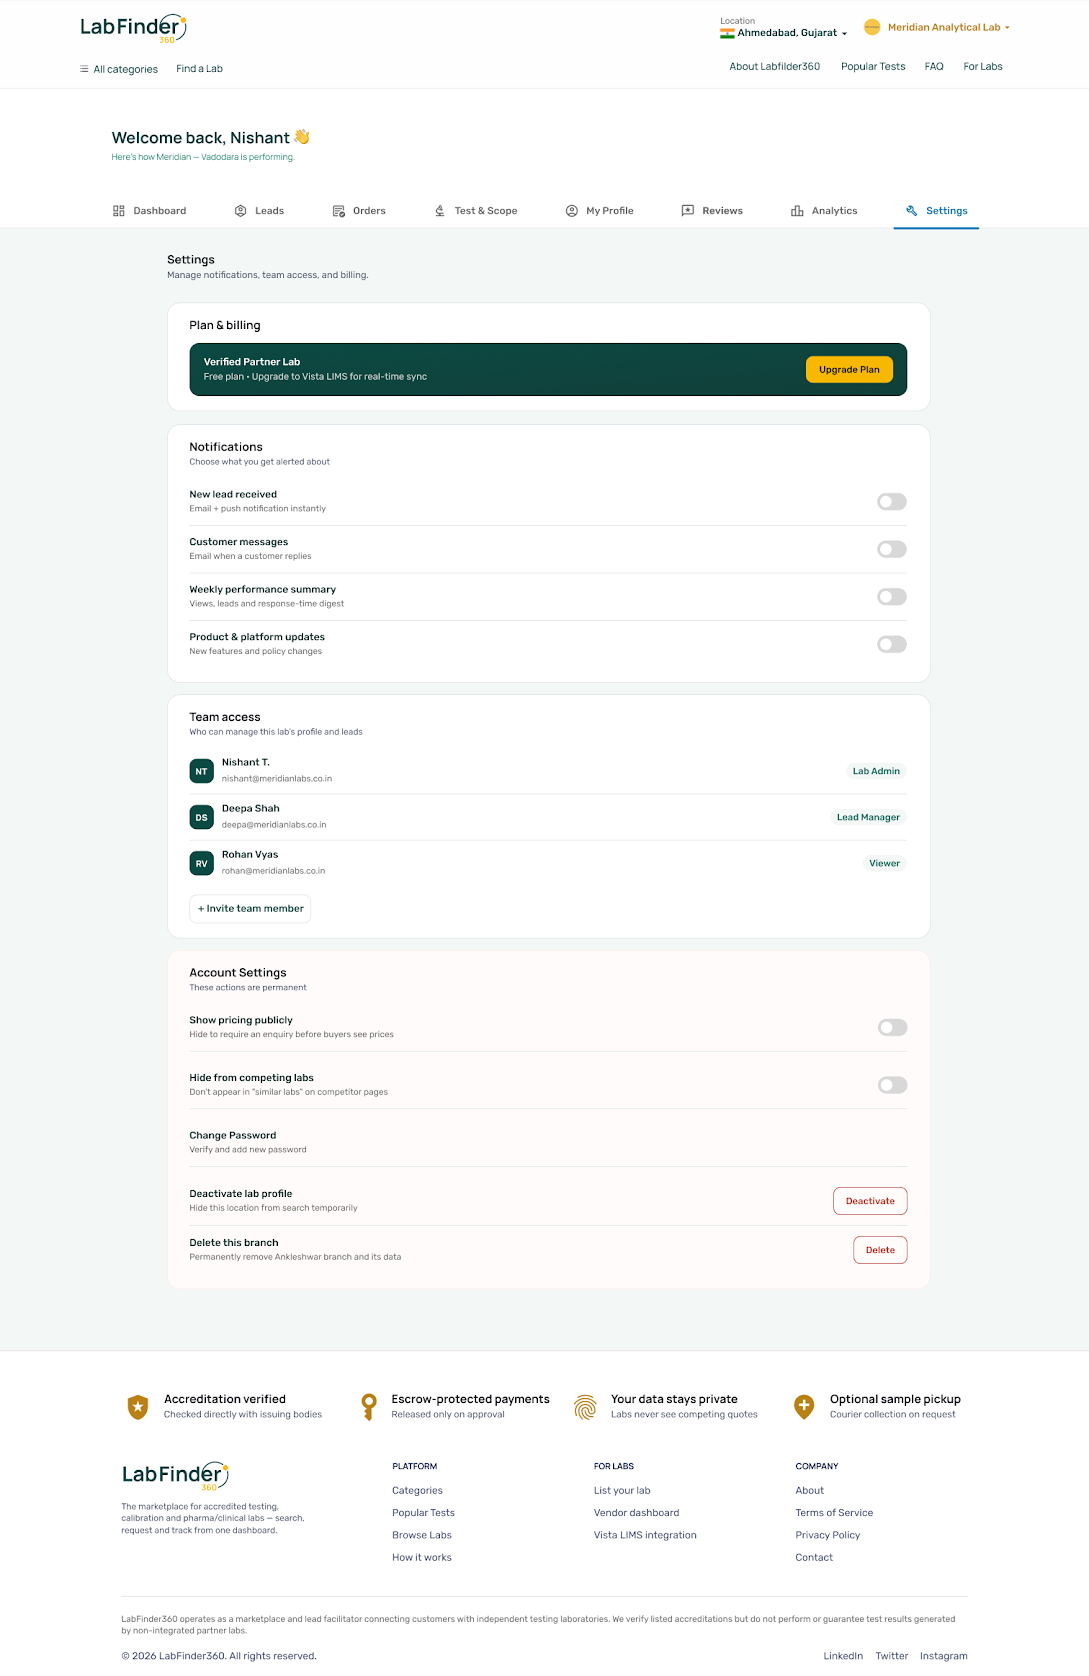 LabFinder
360
Location
Ahmedabad, Gujarat
Meridian Analytical Lab
All categories
Find a Lab
About Labfilder360
Popular Tests
FAQ
For Labs
Welcome back, Nishant
Here's how Meridian — Vadodara is performing.
Dashboard
Leads
Orders
Test & Scope
My Profile
Reviews
Analytics
Settings
Settings
Manage notifications, team access, and billing.
Plan & billing
Verified Partner Lab
Free plan • Upgrade to Vista LIMS for real-time sync
Upgrade Plan
Notifications
Choose what you get alerted about
New lead received
Email + push notification instantly
Customer messages
Email when a customer replies
Weekly performance summary
Views, leads and response-time digest
Product & platform updates
New features and policy changes
Team access
Who can manage this lab's profile and leads
NT
Nishant T.
nishant@meridianlabs.co.in
Lab Admin
DS
Deepa Shah
deepa@meridianlabs.co.in
Lead Manager
RV
Rohan Vyas
rohan@meridianlabs.co.in
Viewer
+ Invite team member
Account Settings
These actions are permanent
Show pricing publicly
Hide to require an enquiry before buyers see prices
Hide from competing labs
Don't appear in "similar labs" on competitor pages
Change Password
Verify and add new password
Deactivate lab profile
Hide this location from search temporarily
Deactivate
Delete this branch
Permanently remove Ankleshwar branch and its data
Delete
Accreditation verified
Checked directly with issuing bodies
Escrow-protected payments
Released only on approval
Your data stays private
Labs never see competing quotes
Optional sample pickup
Courier collection on request
LabFinder
360
The marketplace for accredited testing,
calibration and pharma/clinical labs — search,
request and track from one dashboard.
PLATFORM
Categories
Popular Tests
Browse Labs
How it works
FOR LABS
List your lab
Vendor dashboard
Vista LIMS integration
COMPANY
About
Terms of Service
Privacy Policy
Contact
LabFinder360 operates as a marketplace and lead facilitator connecting customers with independent testing laboratories. We verify listed accreditations but do not perform or guarantee test results generated
by non-integrated partner labs.
© 2026 LabFinder360. All rights reserved.
LinkedIn
Twitter
Instagram